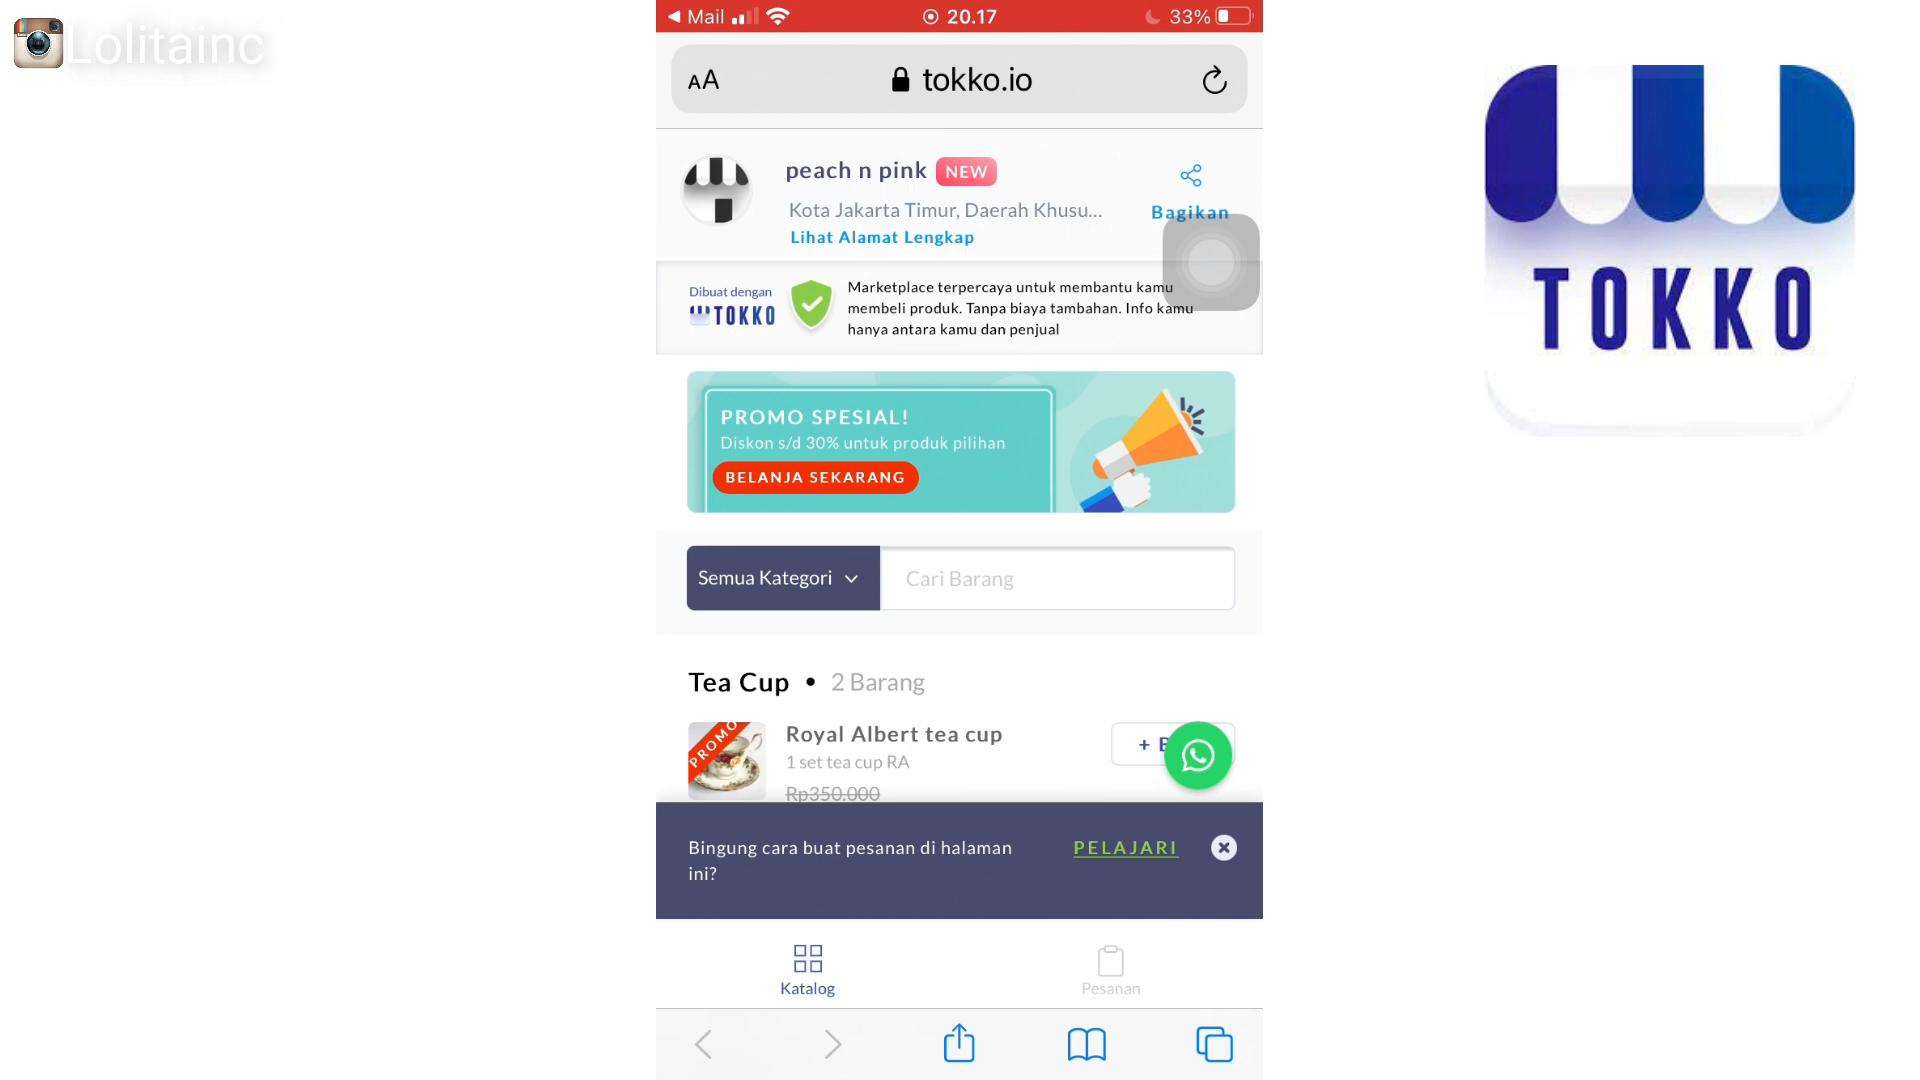 Lolitainc
Mail
20.17
33%
AA
tokko.io
peach n pink NEW
Kota Jakarta Timur, Daerah Khusu...
Lihat Alamat Lengkap
Bagikan
Dibuat dengan
TOKKO
Marketplace terpercaya untuk membantu kamu
membeli produk. Tanpa biaya tambahan. Info kamu
hanya antara kamu dan penjual
PROMO SPESIAL!
Diskon s/d 30% untuk produk pilihan
BELANJA SEKARANG
Semua Kategori
Cari Barang
Tea Cup • 2 Barang
PROMO
Royal Albert tea cup
1 set tea cup RA
Rp350.000
Bingung cara buat pesanan di halaman
ini?
PELAJARI
Katalog
Pesanan
TOKKO